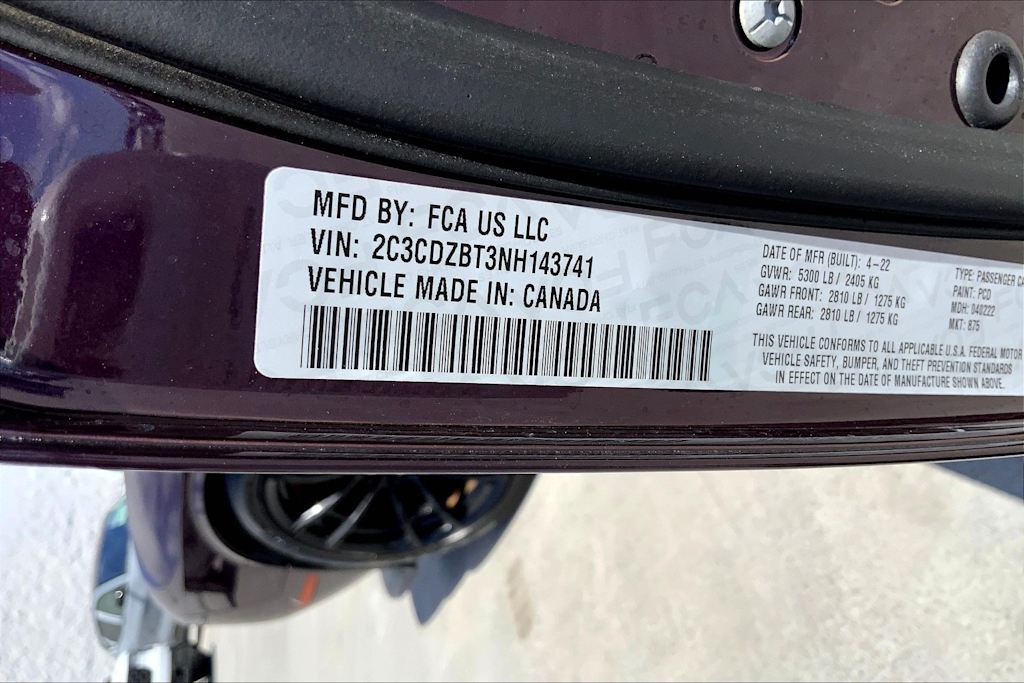 MFD BY: FCA US LLC
VIN: 2C3CDZBT3NH143741
VEHICLE MADE IN: CANADA
DATE OF MFR (BUILT): 4-22
GVWR: 5300 LB / 2405 KG
GAWR FRONT: 2810 LB / 1275 KG
GAWR REAR: 2810 LB / 1275 KG
TYPE: PASSENGER CA
PAINT: PCD
MDH: 040222
MKT: 875
THIS VEHICLE CONFORMS TO ALL APPLICABLE U.S.A. FEDERAL MOTOR
VEHICLE SAFETY, BUMPER, AND THEFT PREVENTION STANDARDS
IN EFFECT ON THE DATE OF MANUFACTURE SHOWN ABOVE.